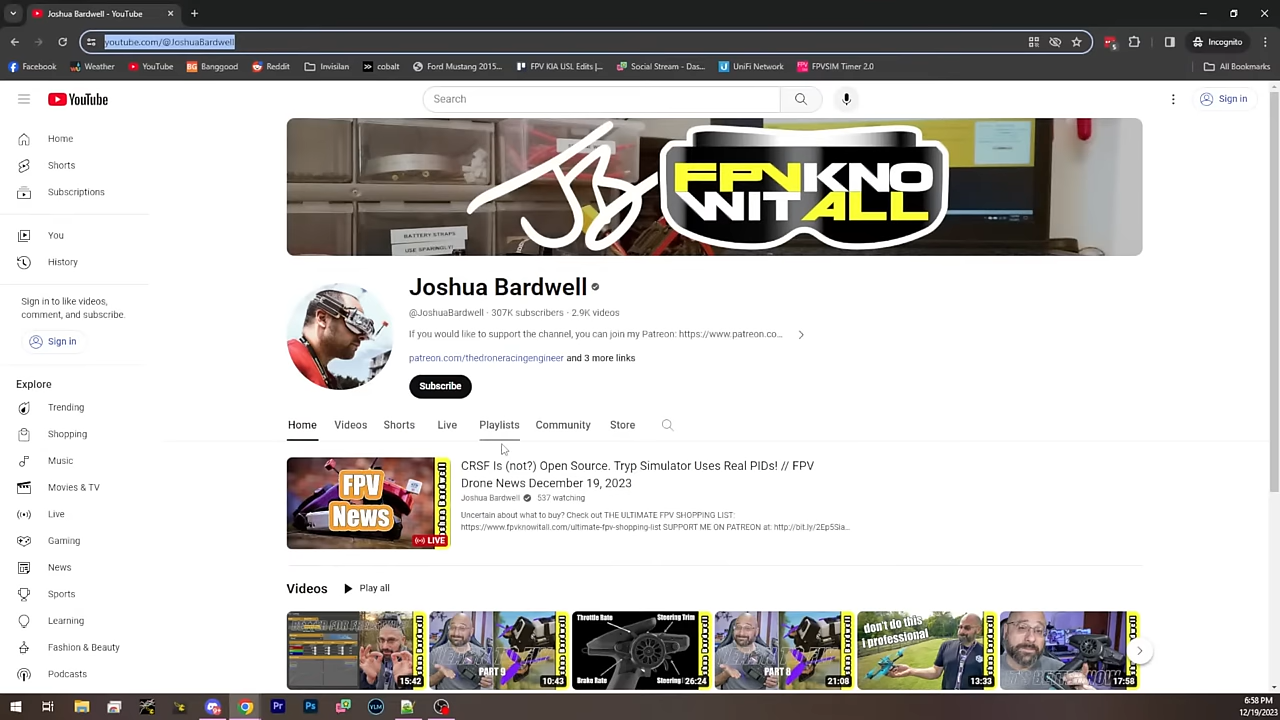 Joshua Bardwell - YouTube
youtube.com/@JoshuaBardwell
Incognito
Facebook Weather YouTube Banggood Reddit Invisilan cobalt Ford Mustang 2015... FPV KIA USL Edits |... Social Stream - Das... UniFi Network FPVSIM Timer 2.0 All Bookmarks
YouTube
Search
Sign in
Home
Shorts
Subscriptions
You
History
Sign in to like videos,
comment, and subscribe.
Sign in
Explore
Trending
Shopping
Music
Movies & TV
Live
Gaming
News
Sports
Learning
Fashion & Beauty
Podcasts
BATTERY STRAPS
USE SPARINGLY!
JB FPVKNO
WITALL
Joshua Bardwell
@JoshuaBardwell · 307K subscribers · 2.9K videos
If you would like to support the channel, you can join my Patreon: https://www.patreon.co...
patreon.com/thedroneracingengineer and 3 more links
Subscribe
Home Videos Shorts Live Playlists Community Store
FPV
News
Joshua Bardwell
LIVE
CRSF Is (not?) Open Source. Tryp Simulator Uses Real PIDs! // FPV
Drone News December 19, 2023
Joshua Bardwell 537 watching
Uncertain about what to buy? Check out THE ULTIMATE FPV SHOPPING LIST:
https://www.fpvknowitall.com/ultimate-fpv-shopping-list SUPPORT ME ON PATREON at: http://bit.ly/2Ep5Sia...
Videos Play all
15:42
PART 9
10:43
Throttle Rate
Steering Trim
Brake Rate
Steering
26:24
PART 8
21:08
don't do this
I professional
13:33
17:58
6:58 PM
12/19/2023